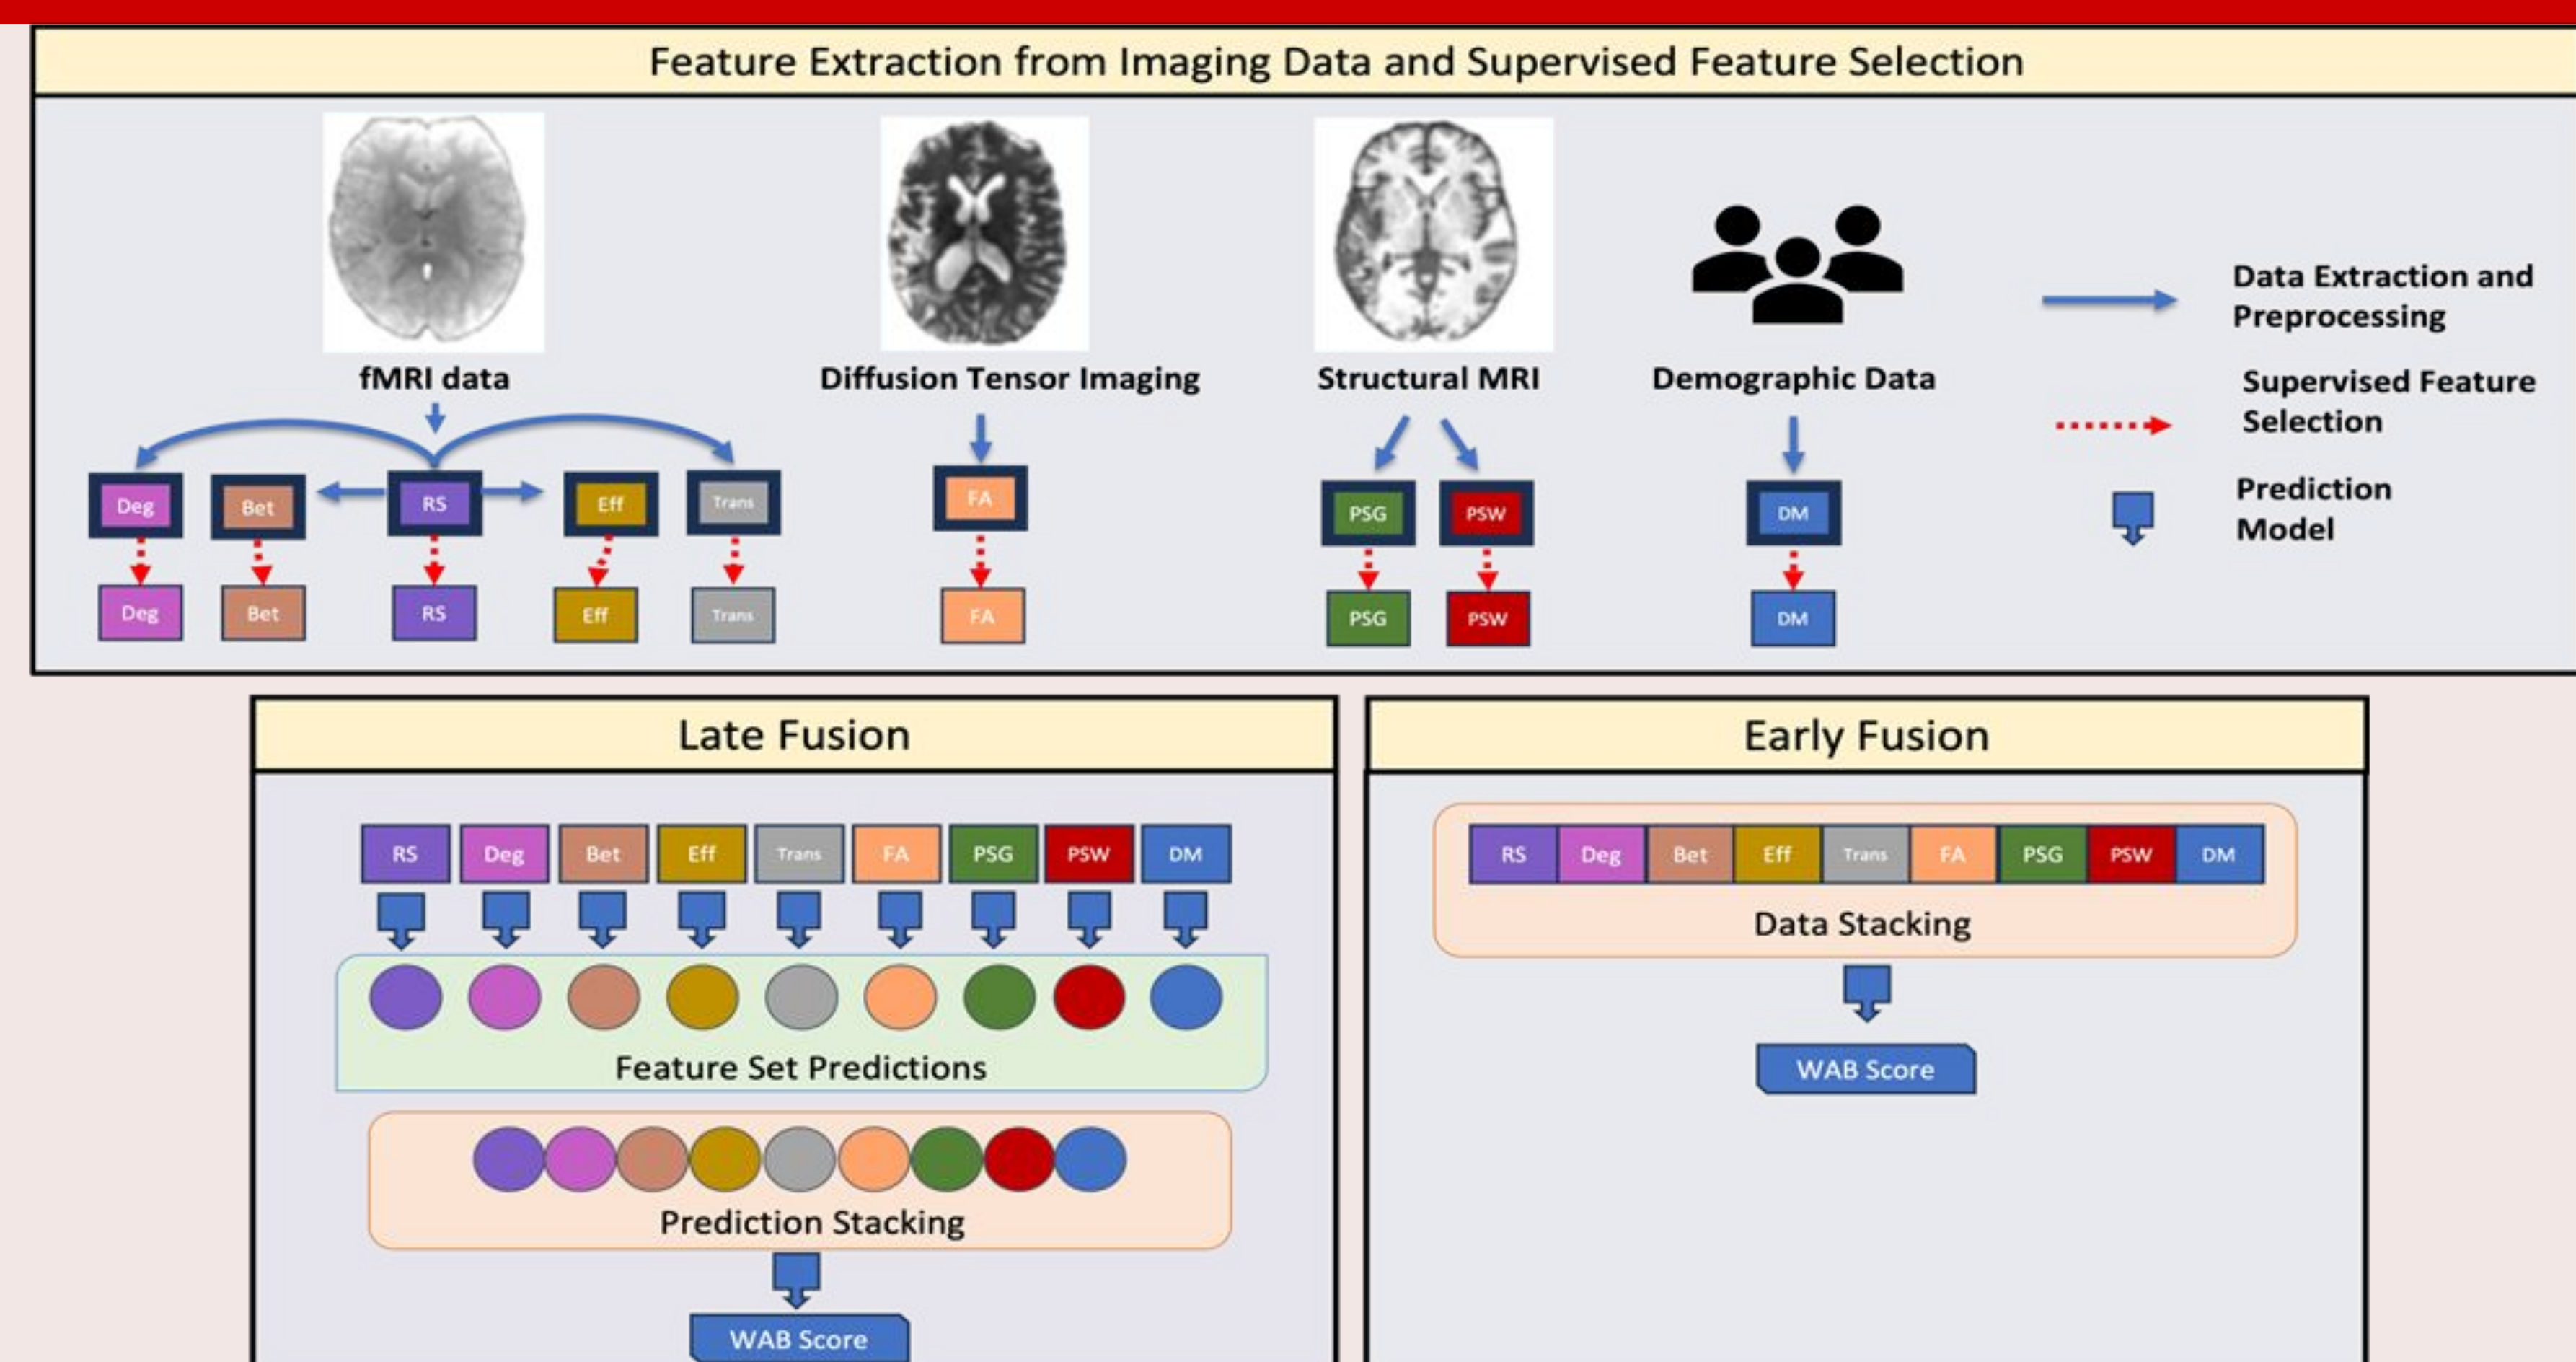 Feature Extraction from Imaging Data and Supervised Feature Selection
fMRI data
Diffusion Tensor Imaging
Structural MRI
Demographic Data
Data Extraction and
Preprocessing
Supervised Feature
Selection
Prediction
Model
Deg Bet RS Eff Trans FA PSG PSW DM
Deg Bet RS Eff Trans FA PSG PSW DM
Late Fusion
RS Deg Bet Eff Trans FA PSG PSW DM
Feature Set Predictions
Prediction Stacking
WAB Score
Early Fusion
RS Deg Bet Eff Trans FA PSG PSW DM
Data Stacking
WAB Score